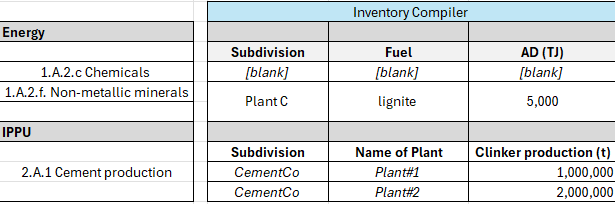 Inventory Compiler
Energy
Subdivision Fuel AD (TJ)
1.A.2.c Chemicals [blank] [blank] [blank]
1.A.2.f. Non-metallic minerals
Plant C lignite 5,000
IPPU
Subdivision Name of Plant Clinker production (t)
2.A.1 Cement production CementCo Plant#1 1,000,000
CementCo Plant#2 2,000,000